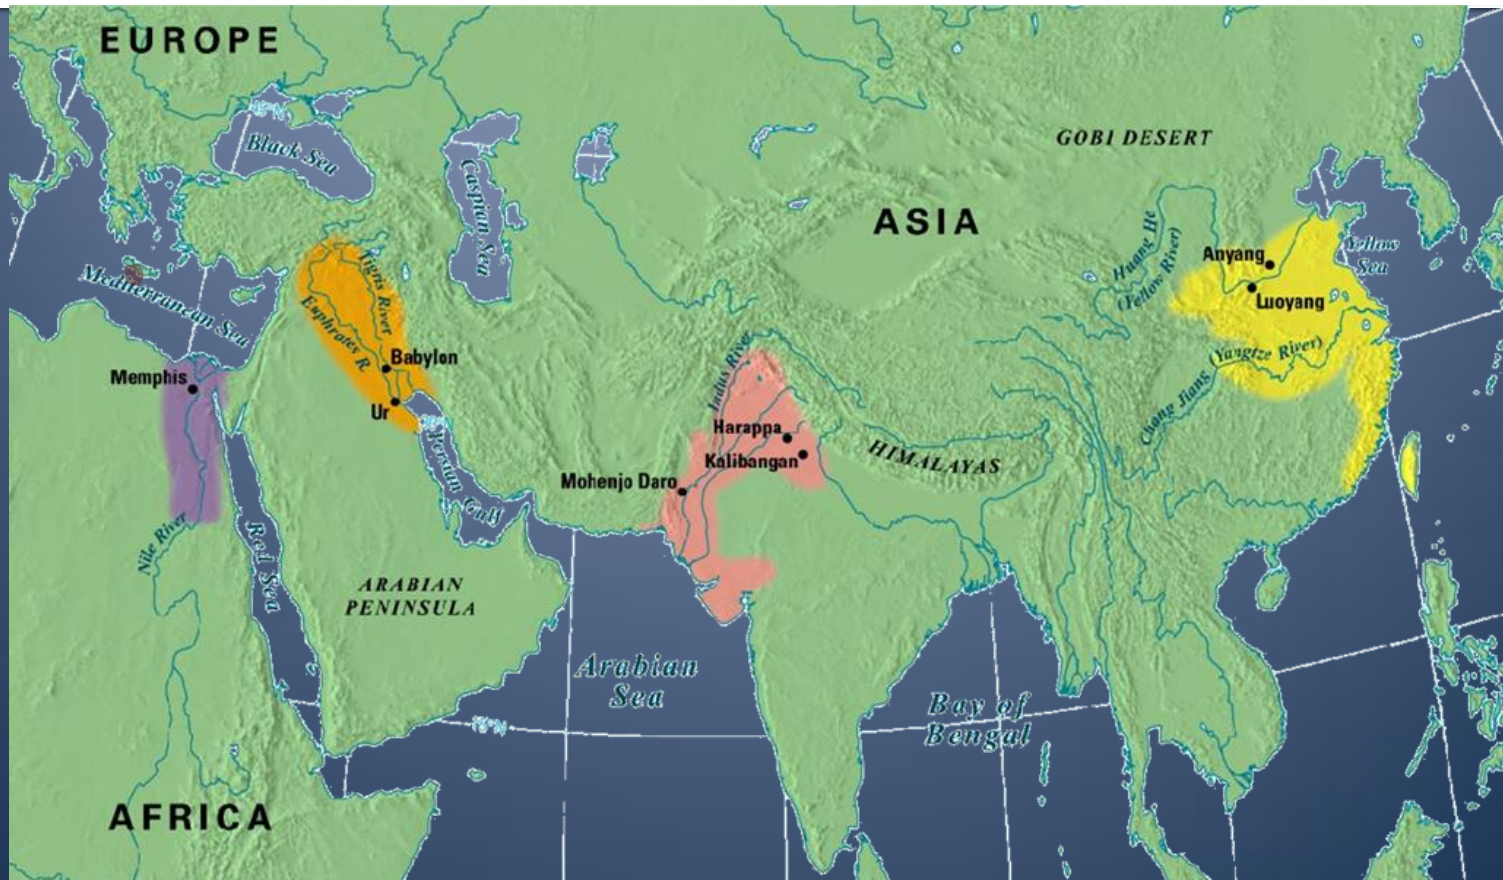 EUROPE
Black Sea
Caspian Sea
GOBI DESERT
ASIA
Huang He
(Yellow River)
Anyang
Luoyang
Yellow
Sea
Mediterranean Sea
Tigris River
Euphrates R
Babylon
Ur
Memphis
Indus River
Harappa
Kalibangan
Mohenjo Daro
HIMALAYAS
Chang Jiang (Yangtze River)
Persian Gulf
Nile River
Red Sea
ARABIAN
PENINSULA
Arabian
Sea
Bay of
Bengal
AFRICA